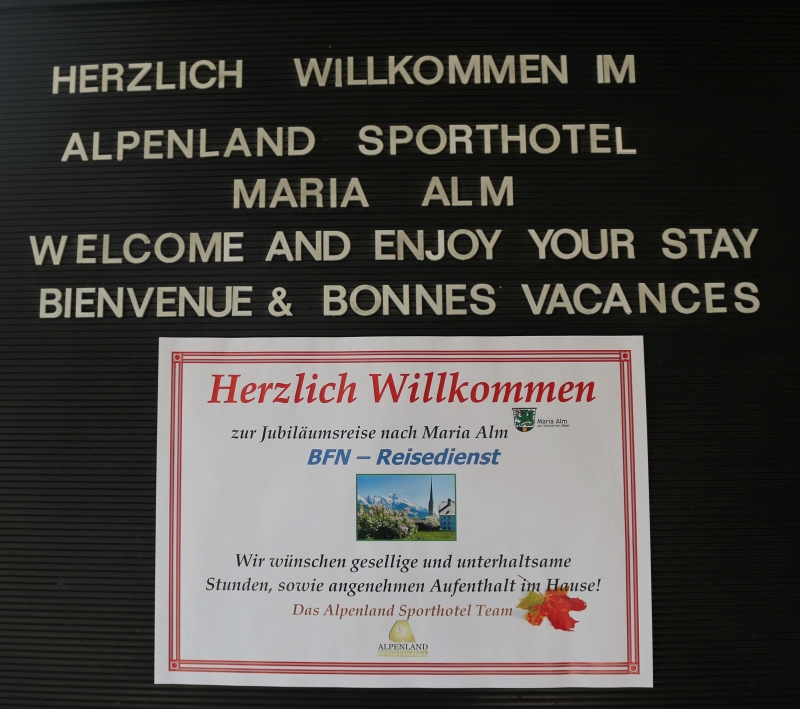 HERZLICH WILLKOMMEN IM
ALPENLAND SPORTHOTEL
MARIA ALM
WELCOME AND ENJOY YOUR STAY
BIENVENUE & BONNES VACANCES
Herzlich Willkommen
zur Jubiläumsreise nach Maria Alm
Maria Alm
BFN – Reisedienst
Wir wünschen gesellige und unterhaltsame
Stunden, sowie angenehmen Aufenthalt im Hause!
Das Alpenland Sporthotel Team
ALPENLAND